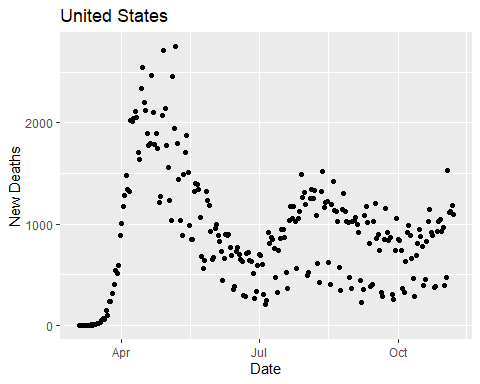 United States
New Deaths
2000
1000
0
Apr
Jul
Oct
Date